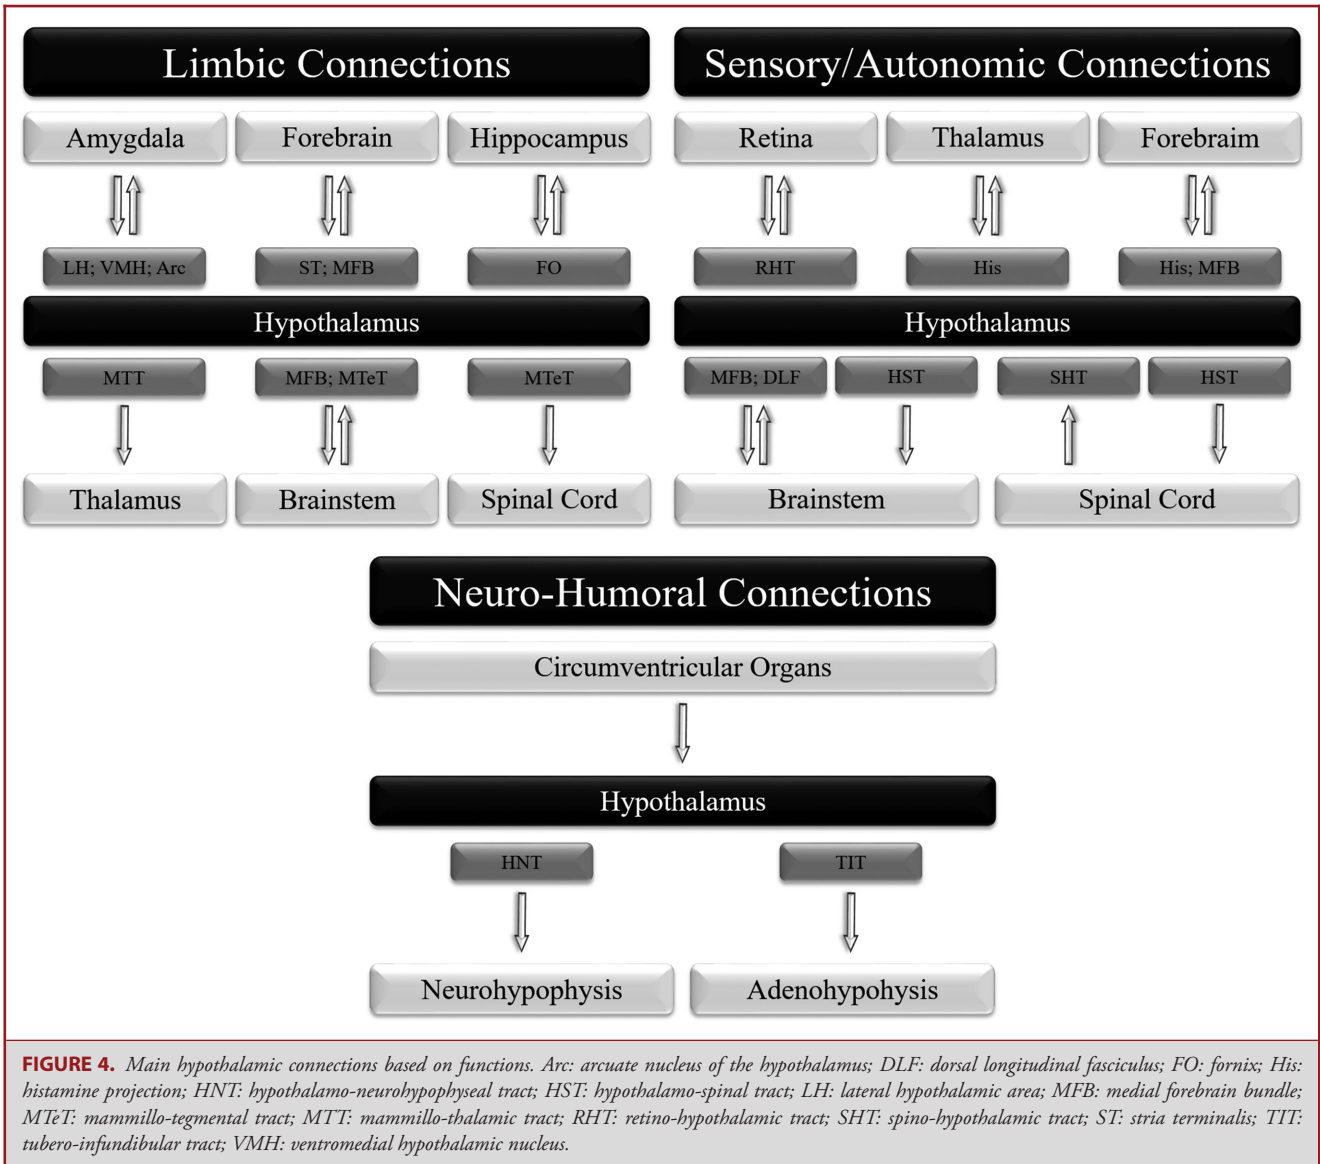 Limbic Connections
Amygdala Forebrain Hippocampus
LH; VMH; Arc ST; MFB FO
Hypothalamus
MTT MFB; MTeT MTeT
Thalamus Brainstem Spinal Cord
Sensory/Autonomic Connections
Retina Thalamus Forebraim
RHT His His; MFB
Hypothalamus
MFB; DLF HST SHT HST
Brainstem Spinal Cord
Neuro-Humoral Connections
Circumventricular Organs
Hypothalamus
HNT TIT
Neurohypophysis Adenohypohysis
FIGURE 4. Main hypothalamic connections based on functions. Arc: arcuate nucleus of the hypothalamus; DLF: dorsal longitudinal fasciculus; FO: fornix; His:
histamine projection; HNT: hypothalamo-neurohypophyseal tract; HST: hypothalamo-spinal tract; LH: lateral hypothalamic area; MFB: medial forebrain bundle;
MTeT: mammillo-tegmental tract; MTT: mammillo-thalamic tract; RHT: retino-hypothalamic tract; SHT: spino-hypothalamic tract; ST: stria terminalis; TIT:
tubero-infundibular tract; VMH: ventromedial hypothalamic nucleus.